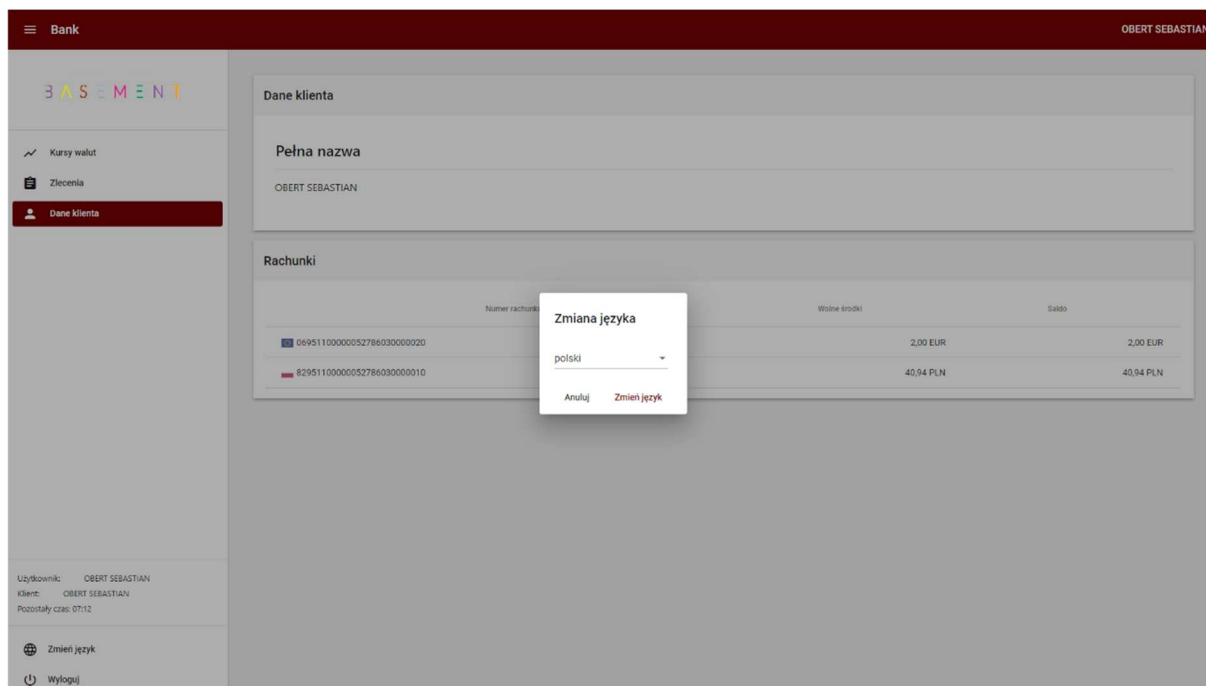 Bank
OBERT SEBASTIAN
BASEMENT
Kursy walut
Zlecenia
Dane klienta
Dane klienta
Pełna nazwa
OBERT SEBASTIAN
Rachunki
Numer rachunku Wolne środki Saldo
06951100000052786030000020 2,00 EUR 2,00 EUR
82951100000052786030000010 40,94 PLN 40,94 PLN
Zmiana języka
polski
Anuluj Zmień język
Użytkownik: OBERT SEBASTIAN
Klient: OBERT SEBASTIAN
Pozostały czas: 07:12
Zmień język
Wyloguj